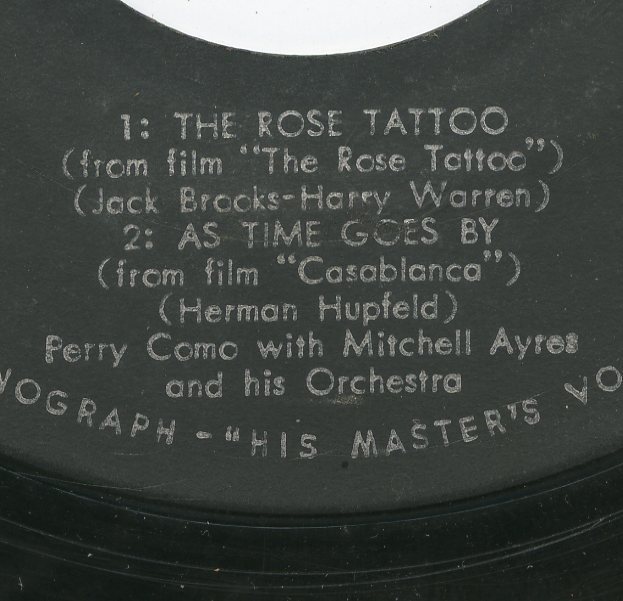 1: THE ROSE TATTOO
(from film "The Rose Tattoo")
(Jack Brooks-Harry Warren)
2: AS TIME GOES BY
(from film "Casablanca")
(Herman Hupfeld)
Perry Como with Mitchell Ayres
and his Orchestra
NOGRAPH - "HIS MASTER'S VO